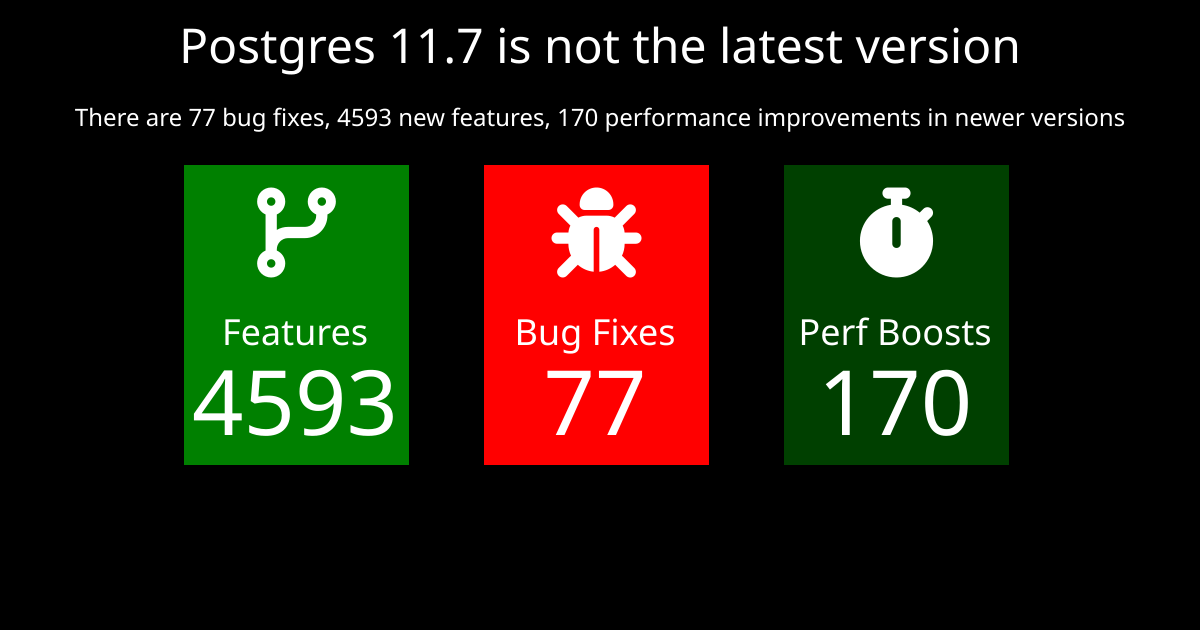 Postgres 11.7 is not the latest version
There are 77 bug fixes, 4593 new features, 170 performance improvements in newer versions
Features
4593
Bug Fixes
77
Perf Boosts
170